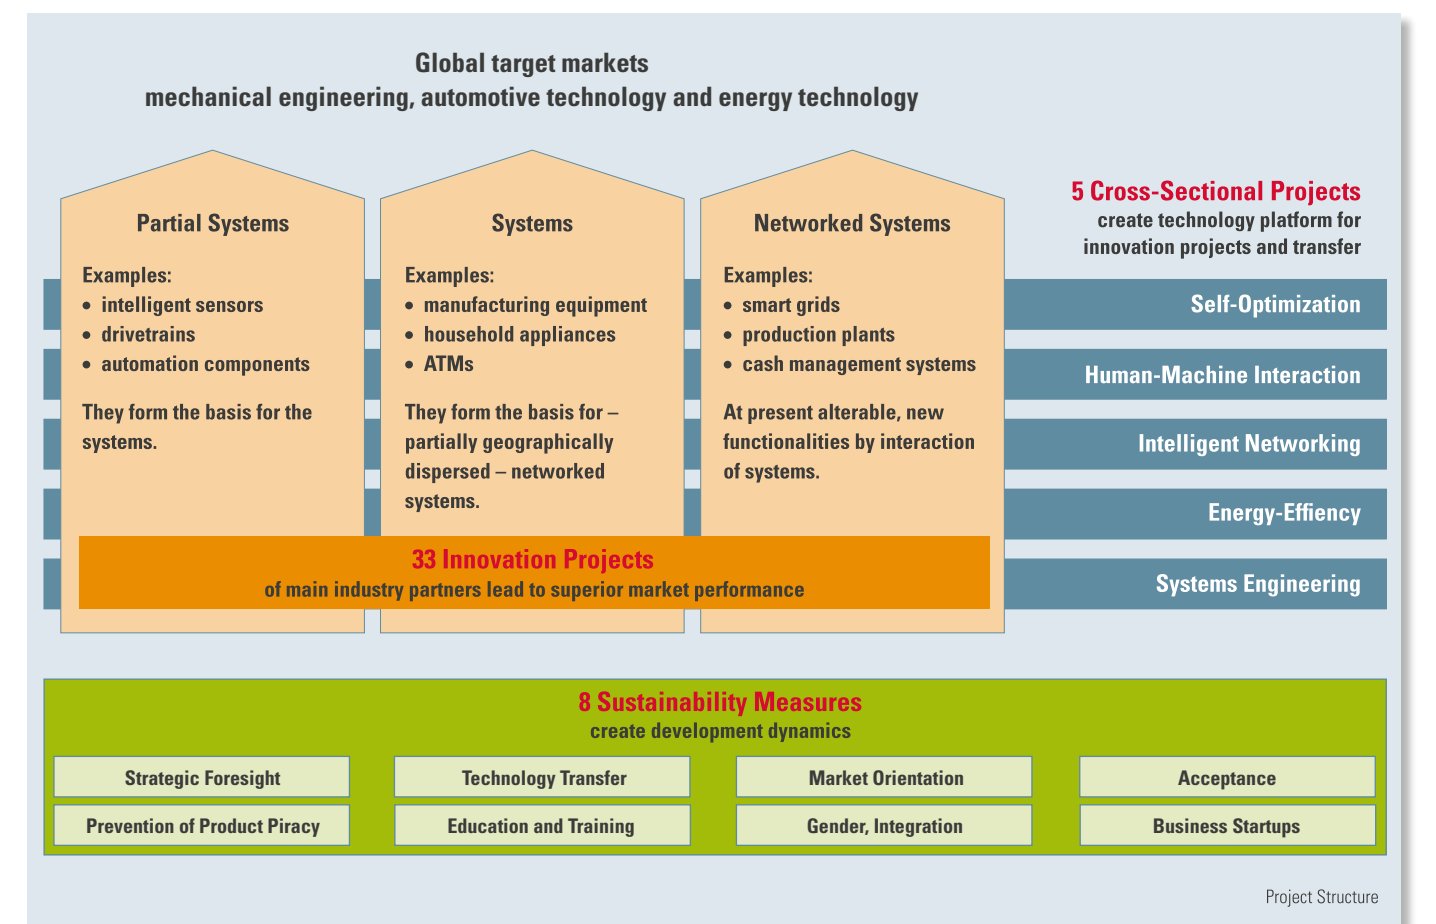 Global target markets
mechanical engineering, automotive technology and energy technology
Partial Systems
Examples:
• intelligent sensors
• drivetrains
• automation components
They form the basis for the
systems.
Systems
Examples:
• manufacturing equipment
• household appliances
• ATMs
They form the basis for –
partially geographically
dispersed – networked
systems.
Networked Systems
Examples:
• smart grids
• production plants
• cash management systems
At present alterable, new
functionalities by interaction
of systems.
5 Cross-Sectional Projects
create technology platform for
innovation projects and transfer
Self-Optimization
Human-Machine Interaction
Intelligent Networking
Energy-Effiency
Systems Engineering
33 Innovation Projects
of main industry partners lead to superior market performance
8 Sustainability Measures
create development dynamics
Strategic Foresight
Technology Transfer
Market Orientation
Acceptance
Prevention of Product Piracy
Education and Training
Gender, Integration
Business Startups
Project Structure